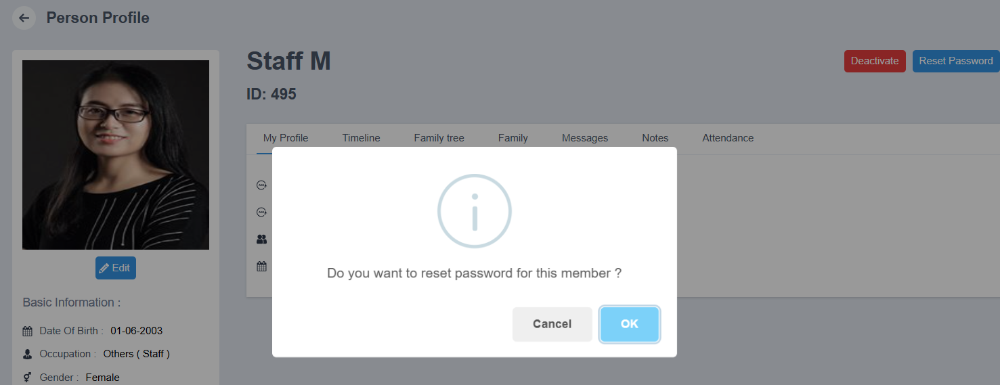 Person Profile
Staff M
Deactivate
Reset Password
ID: 495
My Profile
Timeline
Family tree
Family
Messages
Notes
Attendance
Do you want to reset password for this member ?
Cancel
OK
Edit
Basic Information :
Date Of Birth : 01-06-2003
Occupation : Others ( Staff )
Gender : Female